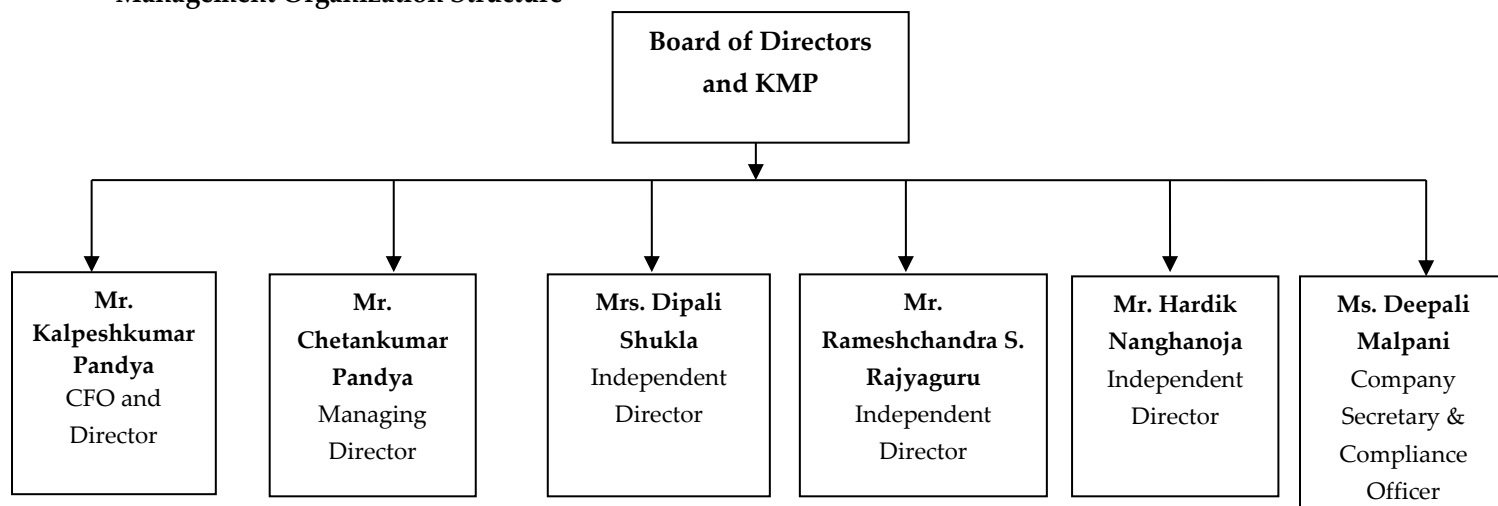 Management Organization Structure
Board of Directors
and KMP
Mr.
Kalpeshkumar
Pandya
CFO and
Director
Mr.
Chetankumar
Pandya
Managing
Director
Mrs. Dipali
Shukla
Independent
Director
Mr.
Rameshchandra S.
Rajyaguru
Independent
Director
Mr. Hardik
Nanghanoja
Independent
Director
Ms. Deepali
Malpani
Company
Secretary &
Compliance
Officer